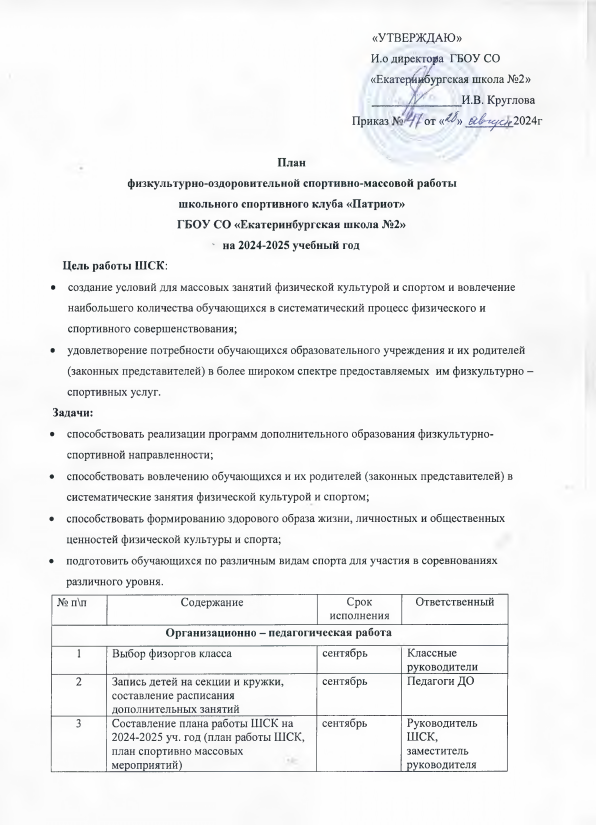 «УТВЕРЖДАЮ»
И.о директора ГБОУ СО
«Екатеринбургская школа №2»
________________И.В. Круглова
Приказ № от « » август 2024г
План
физкультурно-оздоровительной спортивно-массовой работы
школьного спортивного клуба «Патриот»
ГБОУ СО «Екатеринбургская школа №2»
на 2024-2025 учебный год
Цель работы ШСК:
• создание условий для массовых занятий физической культурой и спортом и вовлечение
наибольшего количества обучающихся в систематический процесс физического и
спортивного совершенствования;
• удовлетворение потребности обучающихся образовательного учреждения и их родителей
(законных представителей) в более широком спектре предоставляемых им физкультурно –
спортивных услуг.
Задачи:
• способствовать реализации программ дополнительного образования физкультурно-
спортивной направленности;
• способствовать вовлечению обучающихся и их родителей (законных представителей) в
систематические занятия физической культурой и спортом;
• способствовать формированию здорового образа жизни, личностных и общественных
ценностей физической культуры и спорта;
• подготовить обучающихся по различным видам спорта для участия в соревнованиях
различного уровня.
№ п\п Содержание Срок Ответственный
исполнения
Организационно – педагогическая работа
1 Выбор физоргов класса сентябрь Классные
руководители
2 Запись детей на секции и кружки, сентябрь Педагоги ДО
составление расписания
дополнительных занятий
3 Составление плана работы ШСК на сентябрь Руководитель
2024-2025 уч. год (план работы ШСК, ШСК,
план спортивно массовых заместитель
мероприятий) руководителя